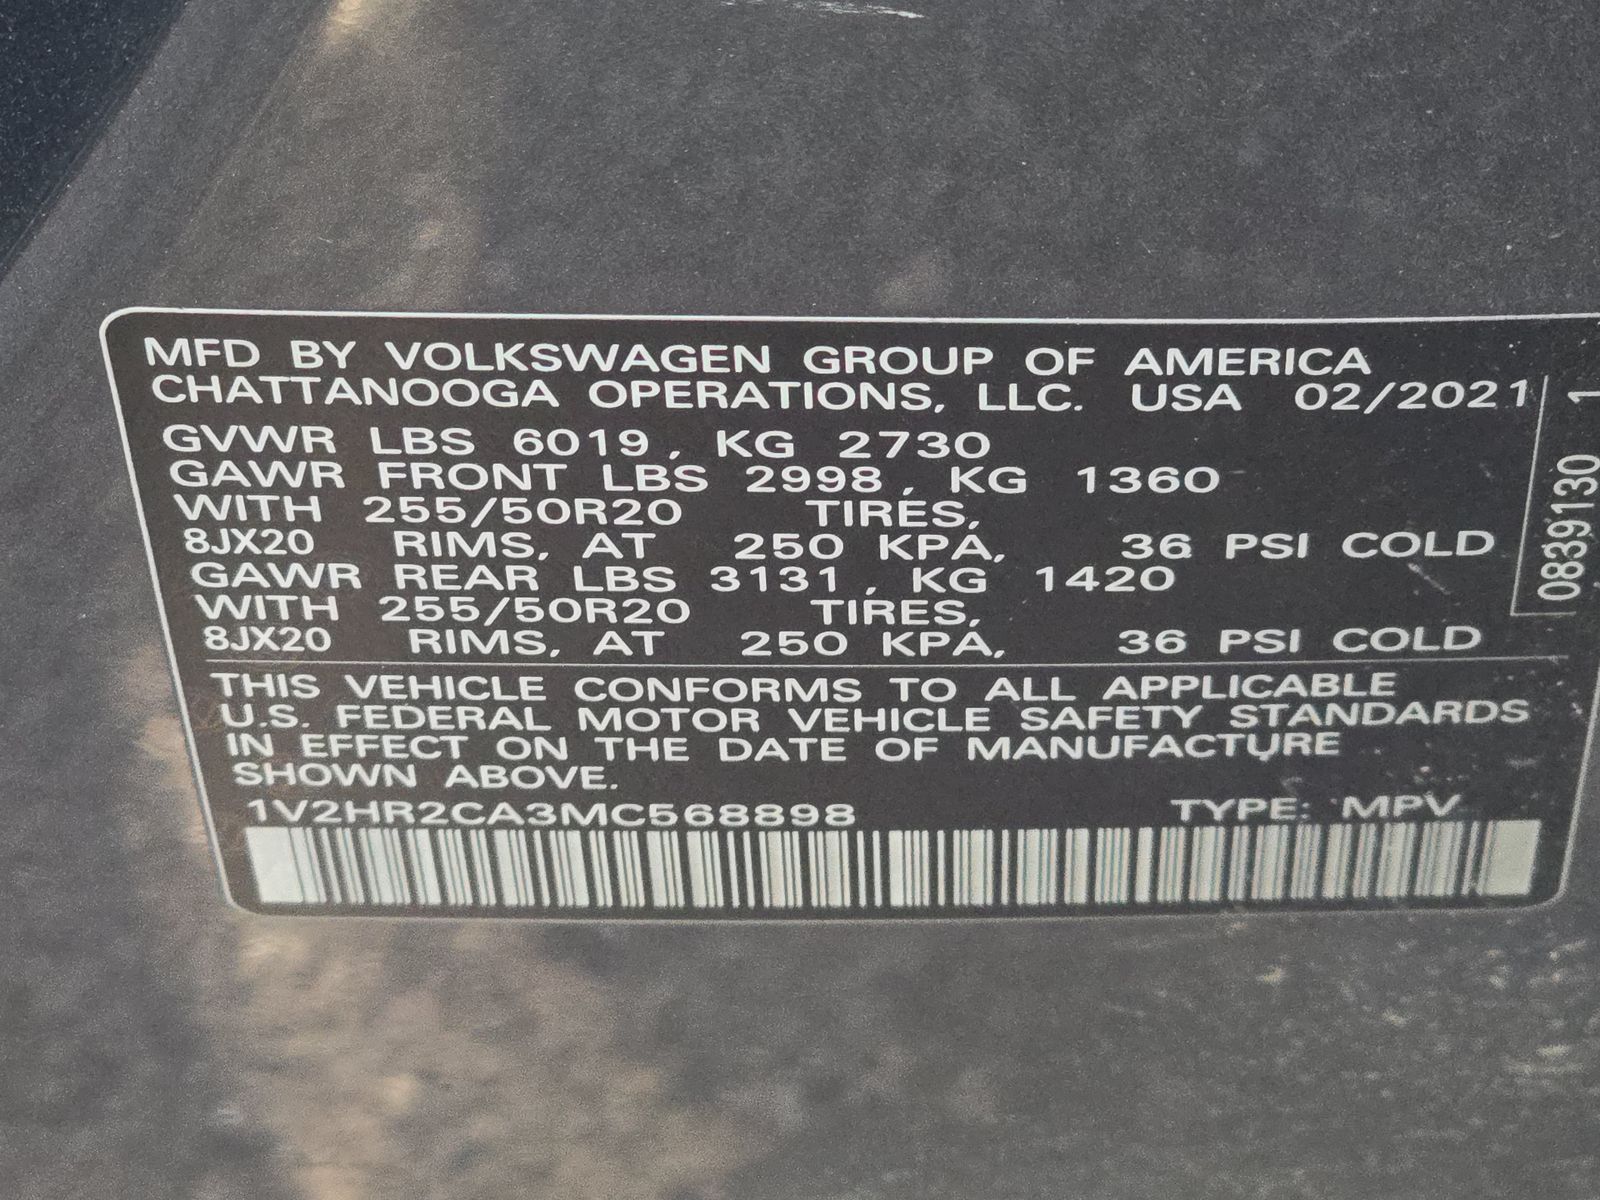 MFD BY VOLKSWAGEN GROUP OF AMERICA
CHATTANOOGA OPERATIONS, LLC. USA 02/2021
GVWR LBS 6019, KG 2730
GAWR FRONT LBS 2998, KG 1360
WITH 255/50R20 TIRES,
8JX20 RIMS, AT 250 KPA, 36 PSI COLD
GAWR REAR LBS 3131, KG 1420
WITH 255/50R20 TIRES,
8JX20 RIMS, AT 250 KPA, 36 PSI COLD
THIS VEHICLE CONFORMS TO ALL APPLICABLE
U.S. FEDERAL MOTOR VEHICLE SAFETY STANDARDS
IN EFFECT ON THE DATE OF MANUFACTURE
SHOWN ABOVE.
1V2HR2CA3MC568898 TYPE: MPV
0839130 1